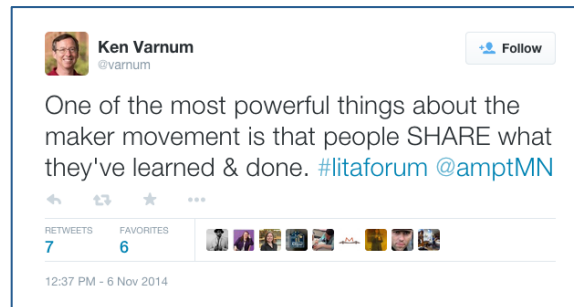 Ken Varnum
@varnum
Follow
One of the most powerful things about the
maker movement is that people SHARE what
they've learned & done. #litaforum @amptMN
RETWEETS
7
FAVORITES
6
12:37 PM - 6 Nov 2014